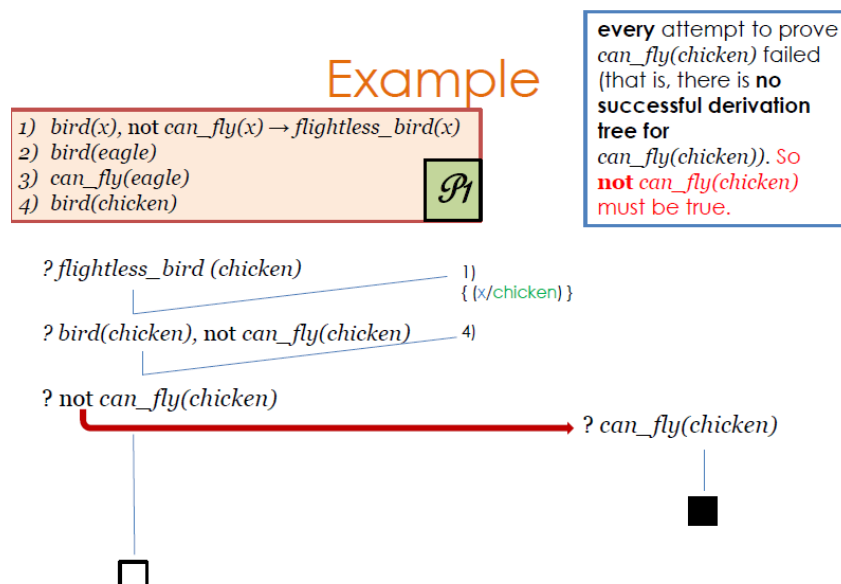 Example
1) bird(x), not can_fly(x) → flightless_bird(x)
2) bird(eagle)
3) can_fly(eagle)
4) bird(chicken)
𝒫1
every attempt to prove
can_fly(chicken) failed
(that is, there is no
successful derivation
tree for
can_fly(chicken)). So
not can_fly(chicken)
must be true.
? flightless_bird (chicken)
1)
{ (x/chicken) }
? bird(chicken), not can_fly(chicken)
4)
? not can_fly(chicken)
? can_fly(chicken)